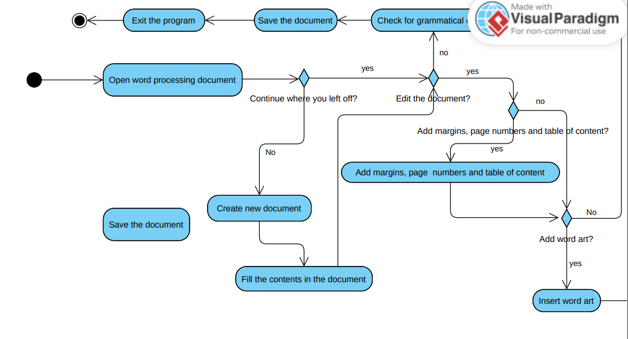 Made with
Visual Paradigm
For non-commercial use
Exit the program
Save the document
Check for grammatical
no
Open word processing document
yes
yes
Continue where you left off?
Edit the document?
no
Add margins, page numbers and table of content?
yes
No
Add margins, page numbers and table of content
Create new document
No
Save the document
Add word art?
yes
Fill the contents in the document
Insert word art